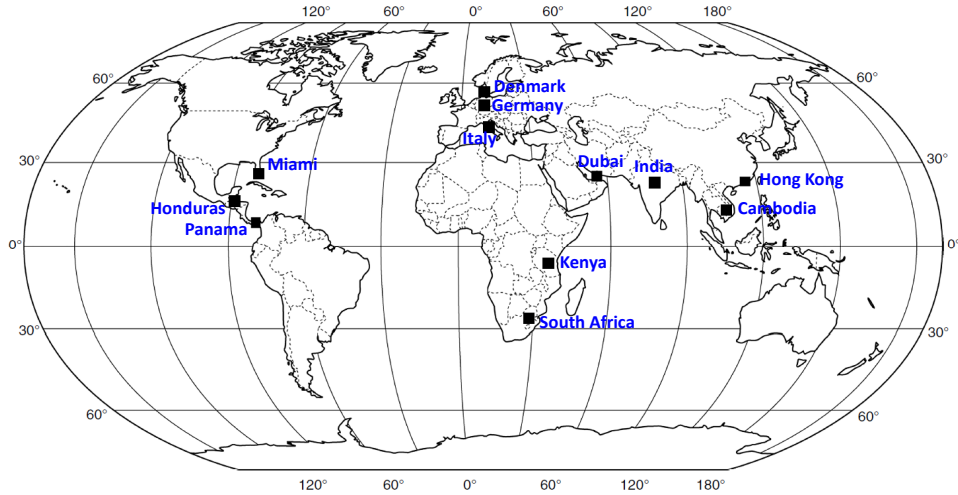 120° 60° 0° 60° 120° 180°
60° 60°
Denmark
Germany
Italy
30° Miami Dubai India 30°
Hong Kong
Honduras Cambodia
Panama
0° 0°
Kenya
South Africa
30° 30°
60° 60°
120° 60° 0° 60° 120° 180°